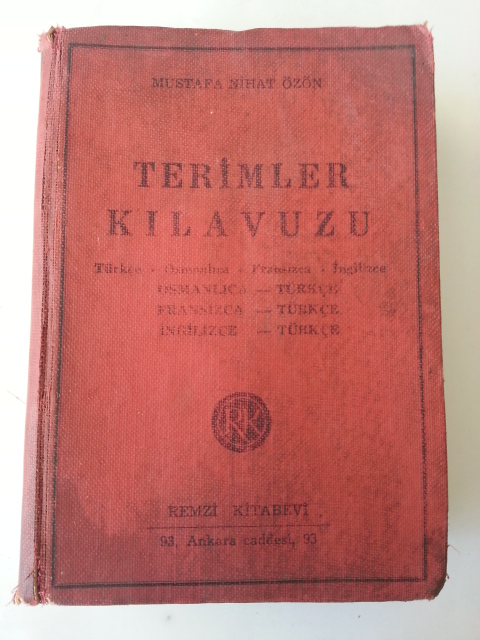 MUSTAFA NİHAT ÖZÖN
TERİMLER
KILAVUZU
Türkçe - Osmanlıca - Fransızca - İngilizce
OSMANLICA — TÜRKÇE
FRANSIZCA — TÜRKÇE
İNGİLİZCE — TÜRKÇE
RK
REMZİ KİTABEVİ
93, Ankara caddesi, 93